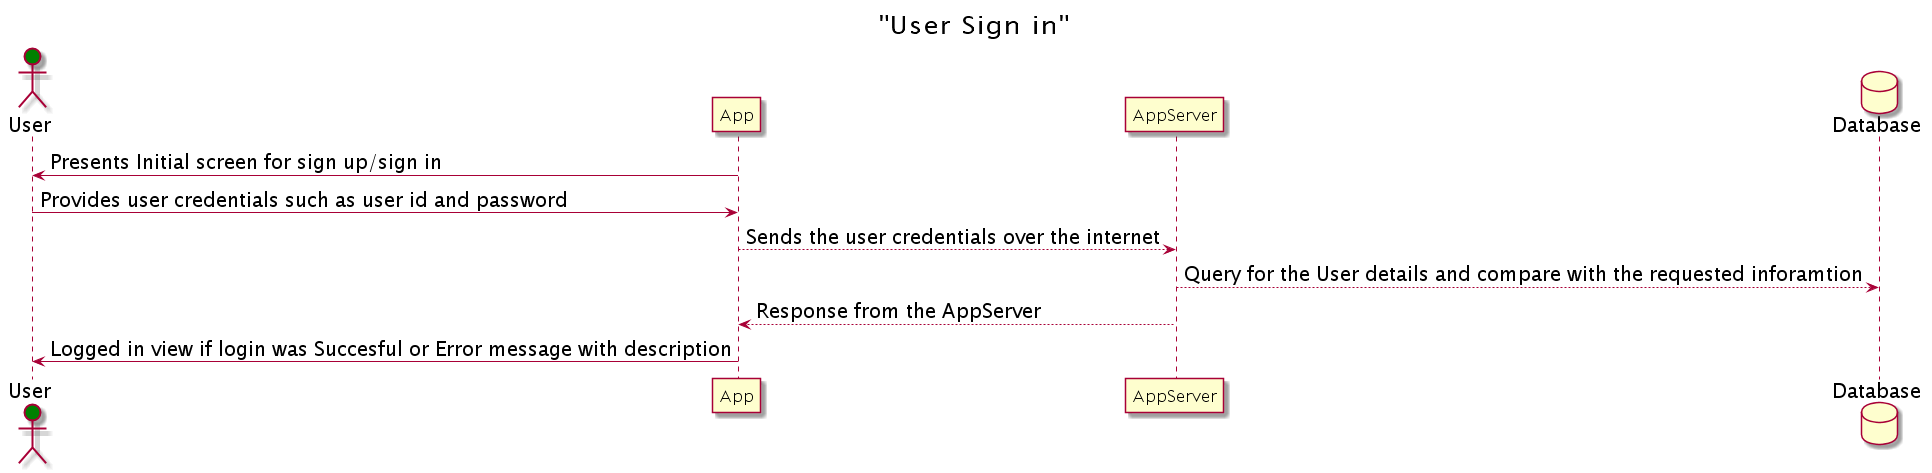 "User Sign in"
User
App
AppServer
Database
Presents Initial screen for sign up/sign in
Provides user credentials such as user id and password
Sends the user credentials over the internet
Query for the User details and compare with the requested inforamtion
Response from the AppServer
Logged in view if login was Succesful or Error message with description
User
App
AppServer
Database